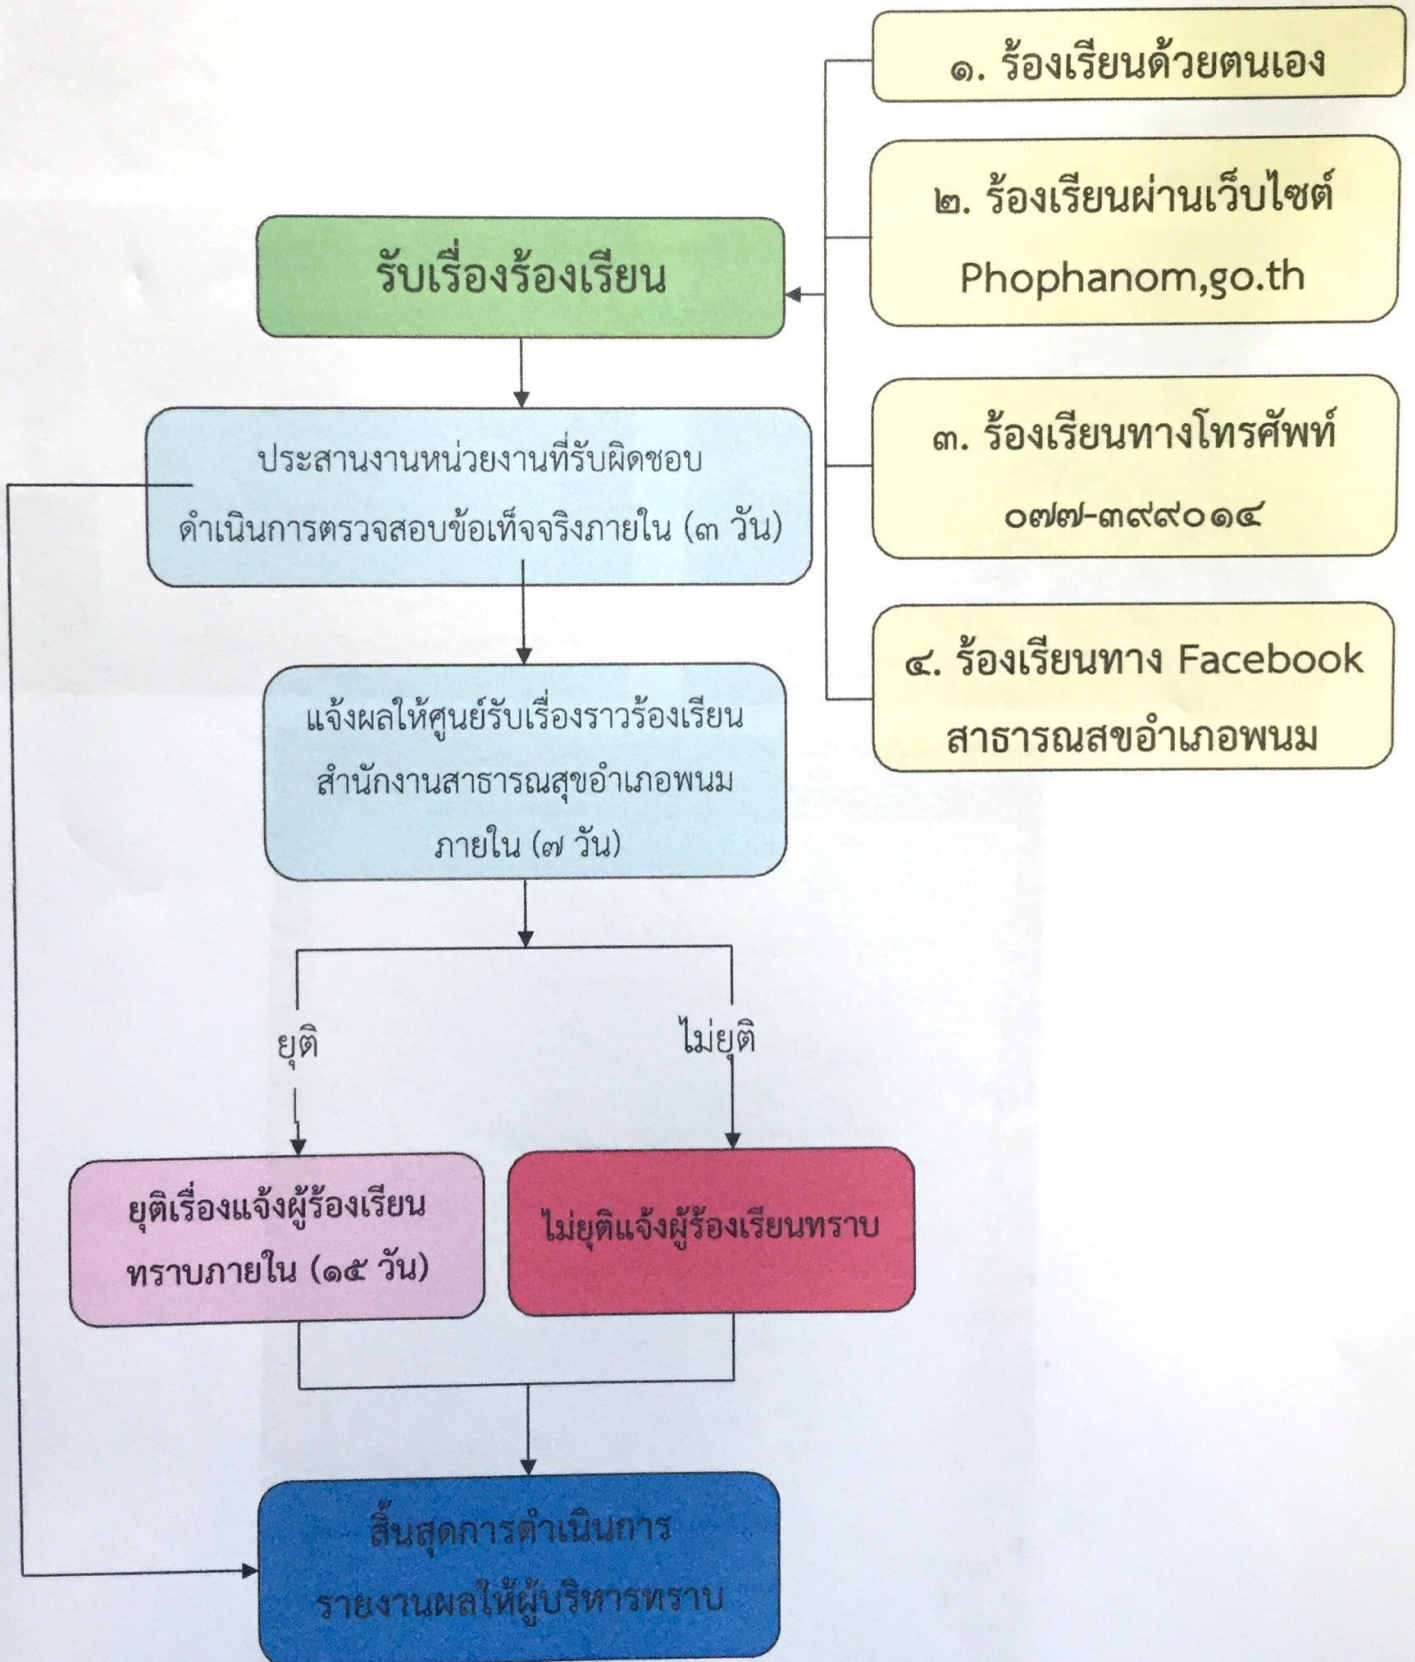 ๑. ร้องเรียนด้วยตนเอง
๒. ร้องเรียนผ่านเว็บไซต์
Phophanom,go.th
รับเรื่องร้องเรียน
๓. ร้องเรียนทางโทรศัพท์
๐๗๗-๓๙๙๐๑๔
ประสานงานหน่วยงานที่รับผิดชอบ
ดำเนินการตรวจสอบข้อเท็จจริงภายใน (๓ วัน)
๔. ร้องเรียนทาง Facebook
สาธารณสขอำเภอพนม
แจ้งผลให้ศูนย์รับเรื่องราวร้องเรียน
สำนักงานสาธารณสุขอำเภอพนม
ภายใน (๗ วัน)
ยุติ
ไม่ยุติ
ยุติเรื่องแจ้งผู้ร้องเรียน
ทราบภายใน (๑๕ วัน)
ไม่ยุติแจ้งผู้ร้องเรียนทราบ
สิ้นสุดการดำเนินการ
รายงานผลให้ผู้บริหารทราบ